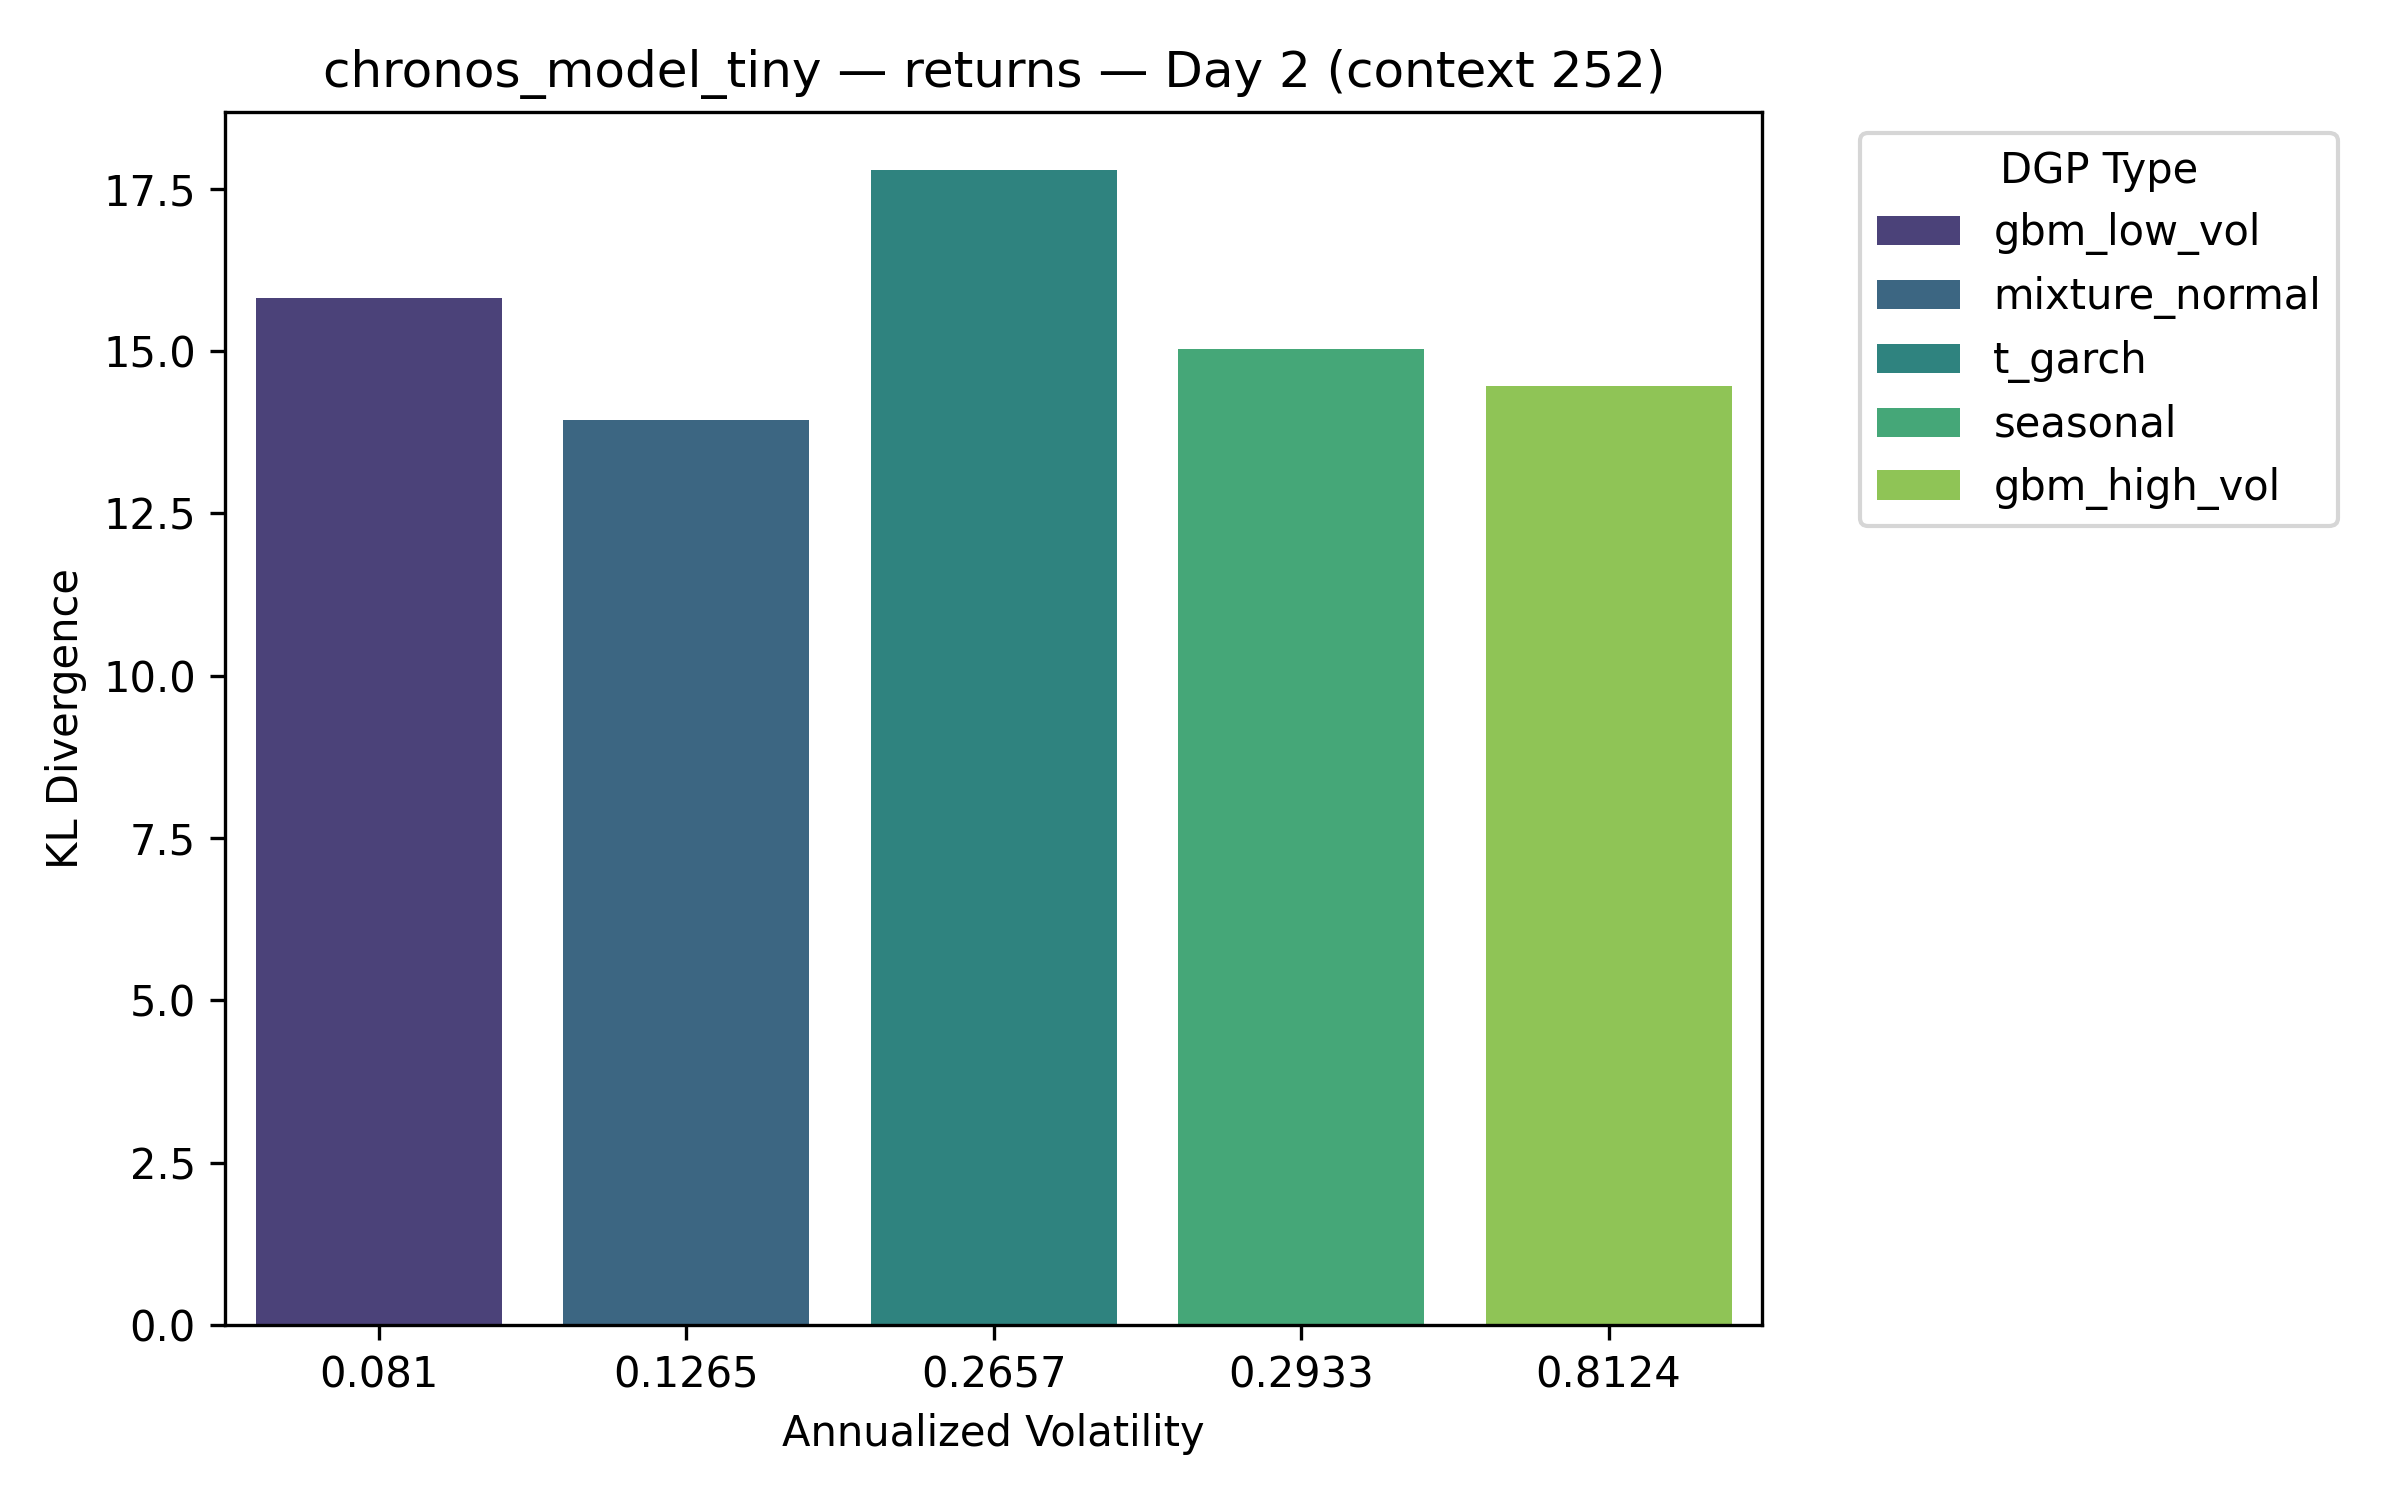 chronos_model_tiny — returns — Day 2 (context 252)
KL Divergence
17.5
15.0
12.5
10.0
7.5
5.0
2.5
0.0
0.081
0.1265
0.2657
0.2933
0.8124
Annualized Volatility
DGP Type
gbm_low_vol
mixture_normal
t_garch
seasonal
gbm_high_vol